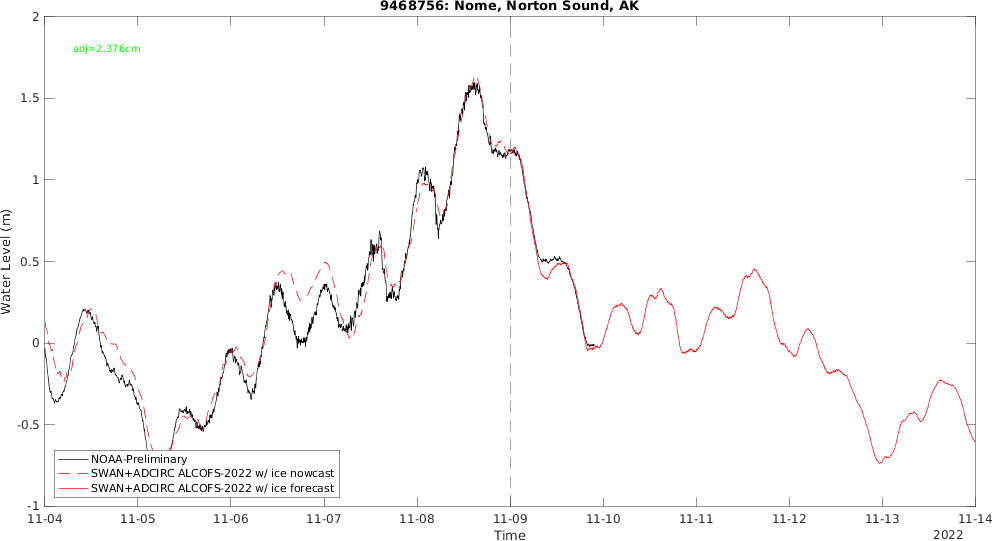 9468756: Nome, Norton Sound, AK
adj=2.376cm
2
1.5
1
0.5
0
-0.5
-1
Water Level (m)
NOAA-Preliminary
SWAN+ADCIRC ALCOFS-2022 w/ ice nowcast
SWAN+ADCIRC ALCOFS-2022 w/ ice forecast
11-04 11-05 11-06 11-07 11-08 11-09 11-10 11-11 11-12 11-13 11-14
Time
2022